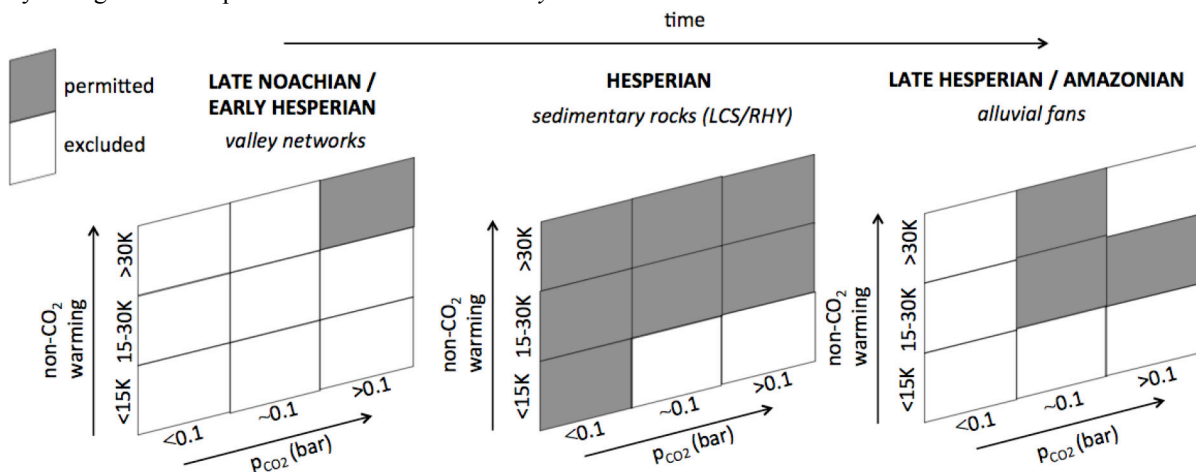 time
permitted
excluded
LATE NOACHIAN /
EARLY HESPERIAN
valley networks
non-CO₂
warming
>30K
15-30K
<15K
<0.1
~0.1
>0.1
pCO2 (bar)
HESPERIAN
sedimentary rocks (LCS/RHY)
non-CO₂
warming
>30K
15-30K
<15K
<0.1
~0.1
>0.1
pCO2 (bar)
LATE HESPERIAN / AMAZONIAN
alluvial fans
non-CO₂
warming
>30K
15-30K
<15K
<0.1
~0.1
>0.1
pCO2 (bar)